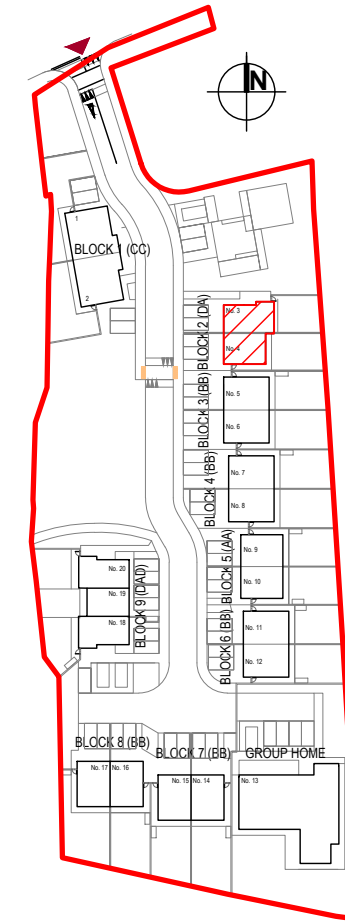 N
1
BLOCK 1 (CC)
2
No. 3
BLOCK 2 (DA)
No. 4
No. 5
BLOCK 3 (BB)
No. 6
No. 7
BLOCK 4 (BB)
No. 8
No. 9
BLOCK 5 (AA)
No. 10
No. 20
No. 19
BLOCK 9 (DAD)
No. 18
No. 11
BLOCK 6 (BB)
No. 12
BLOCK 8 (BB)
BLOCK 7 (BB)
GROUP HOME
No. 17 No. 16
No. 15 No. 14
No. 13